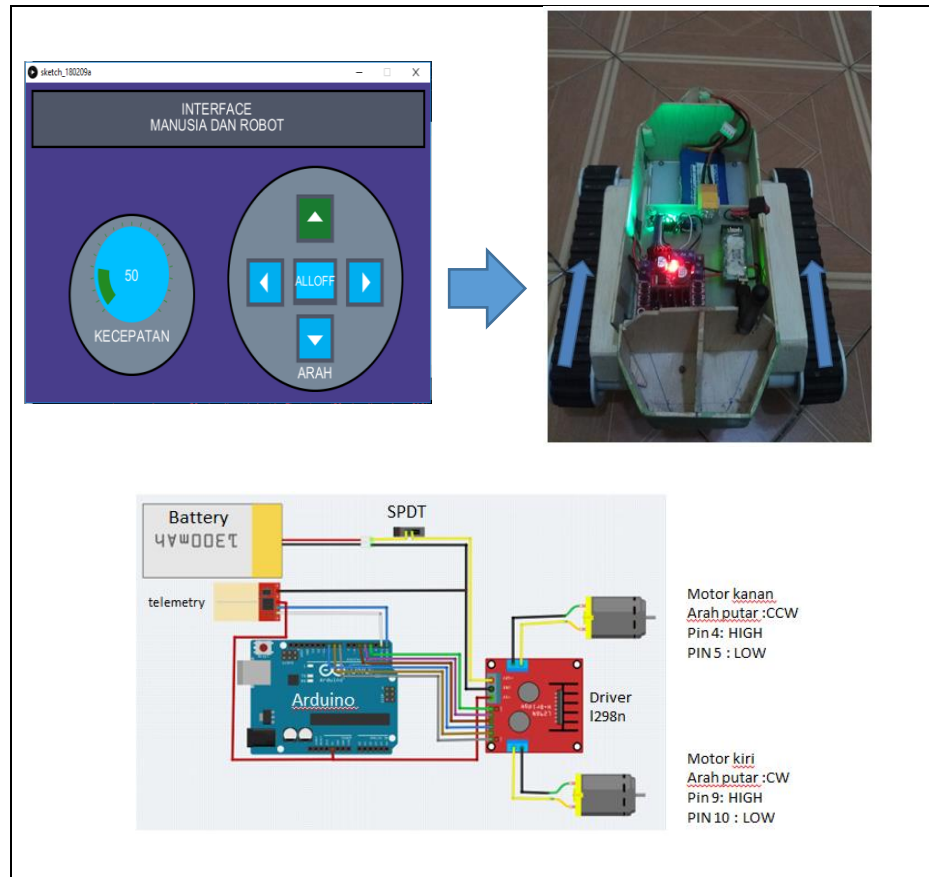 sketch_180209a
INTERFACE
MANUSIA DAN ROBOT
50
KECEPATAN
ALLOFF
ARAH
Battery
1300mAh
SPDT
telemetry
Arduino
Driver
l298n
Motor kanan
Arah putar :CCW
Pin 4: HIGH
PIN 5 : LOW
Motor kiri
Arah putar :CW
Pin 9: HIGH
PIN 10 : LOW